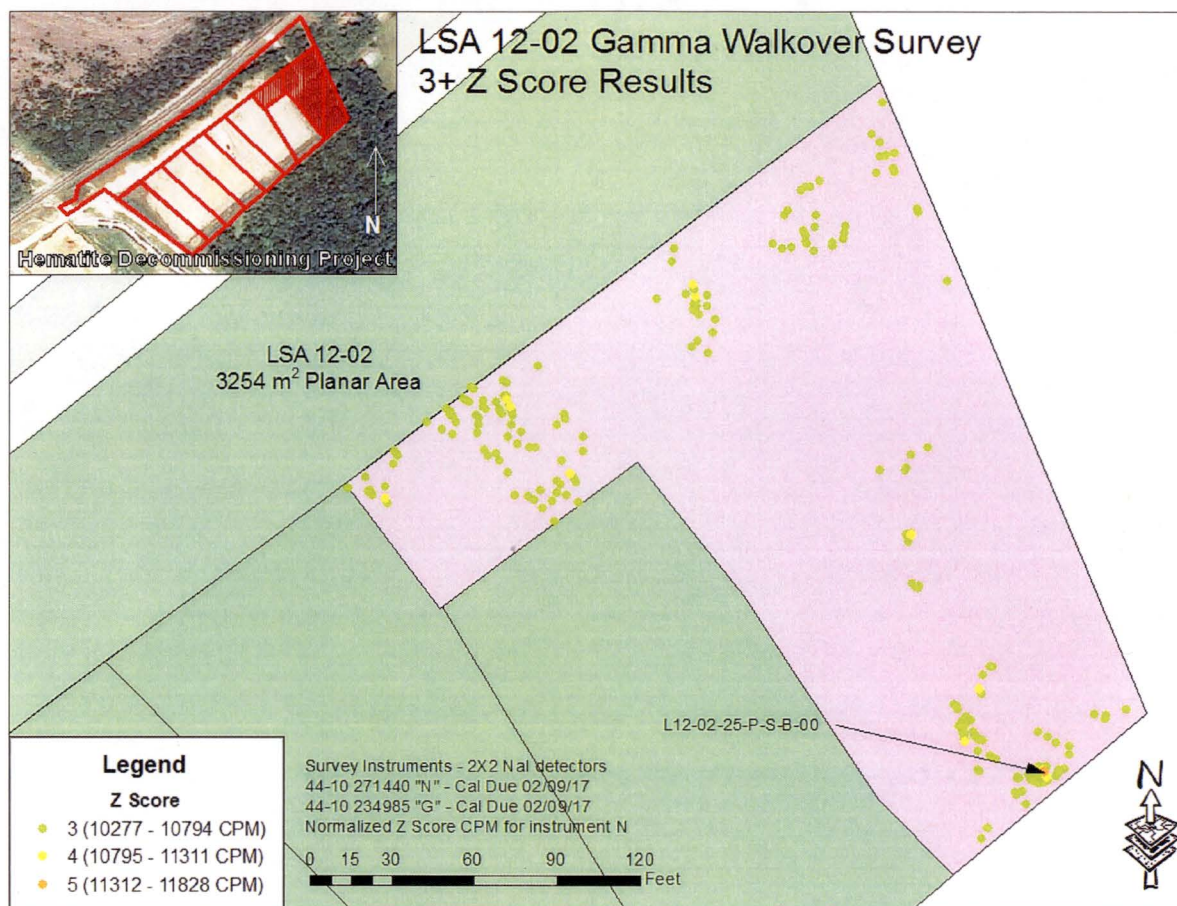 LSA 12-02 Gamma Walkover Survey
3+ Z Score Results
N
Hematite Decommissioning Project
LSA 12-02
3254 m² Planar Area
L12-02-25-P-S-B-00
Legend
Z Score
3 (10277 - 10794 CPM)
4 (10795 - 11311 CPM)
5 (11312 - 11828 CPM)
Survey Instruments - 2X2 NaI detectors
44-10 271440 "N" - Cal Due 02/09/17
44-10 234985 "G" - Cal Due 02/09/17
Normalized Z Score CPM for instrument N
0 15 30 60 90 120
Feet
N